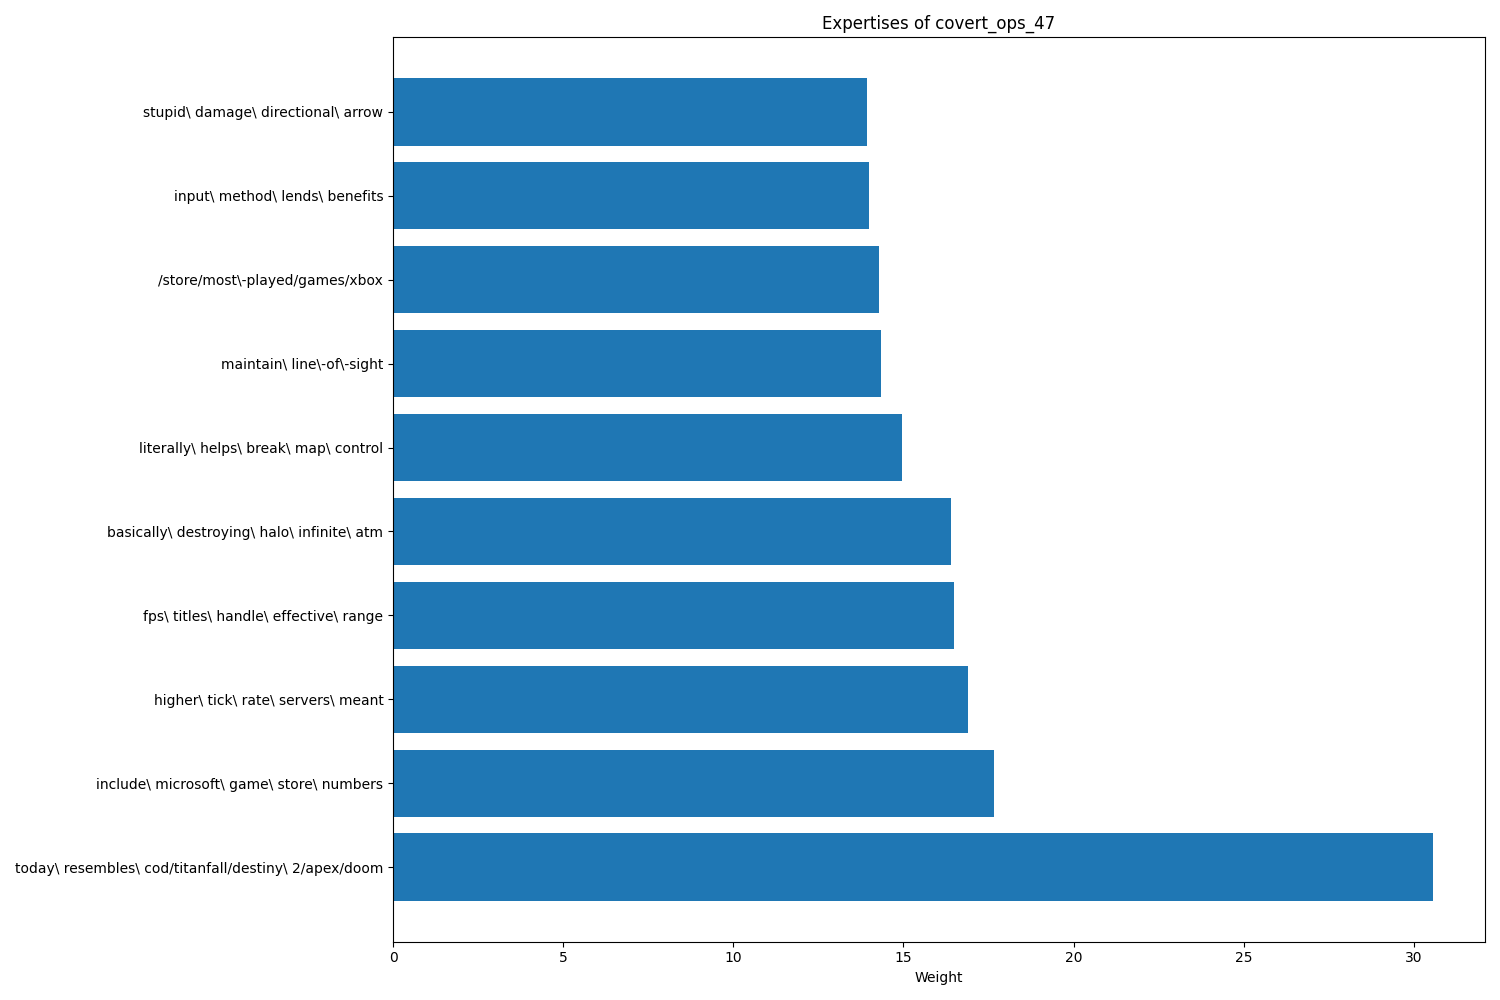 Expertises of covert_ops_47
stupid\ damage\ directional\ arrow
input\ method\ lends\ benefits
/store/most\-played/games/xbox
maintain\ line\-of\-sight
literally\ helps\ break\ map\ control
basically\ destroying\ halo\ infinite\ atm
fps\ titles\ handle\ effective\ range
higher\ tick\ rate\ servers\ meant
include\ microsoft\ game\ store\ numbers
today\ resembles\ cod/titanfall/destiny\ 2/apex/doom
0 5 10 15 20 25 30
Weight